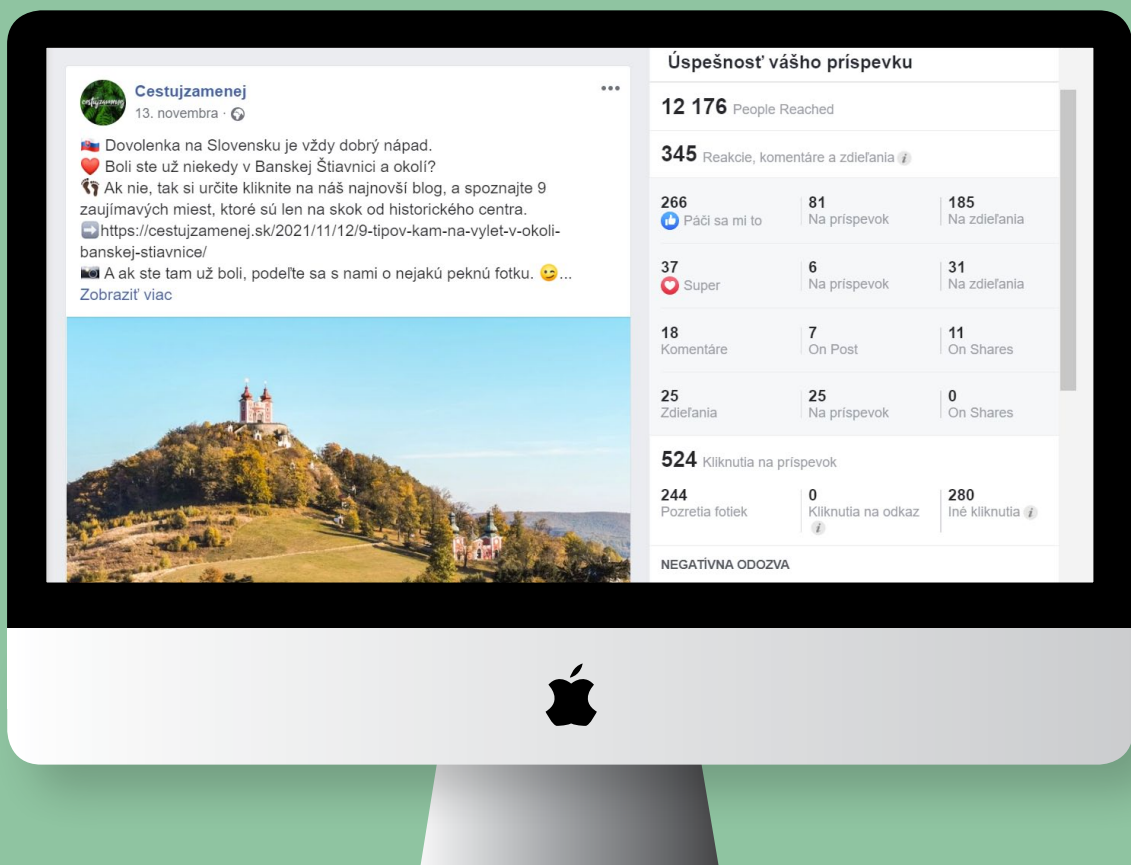 Cestujzamenej
13. novembra ·
Dovolenka na Slovensku je vždy dobrý nápad.
Boli ste už niekedy v Banskej Štiavnici a okolí?
Ak nie, tak si určite kliknite na náš najnovší blog, a spoznajte 9
zaujímavých miest, ktoré sú len na skok od historického centra.
➡https://cestujzamenej.sk/2021/11/12/9-tipov-kam-na-vylet-v-okoli-
banskej-stiavnice/
A ak ste tam už boli, podeľte sa s nami o nejakú peknú fotku. 😉...
Zobraziť viac
Úspešnosť vášho príspevku
12 176 People Reached
345 Reakcie, komentáre a zdieľania
266 81 185
Páči sa mi to Na príspevok Na zdieľania
37 6 31
Super Na príspevok Na zdieľania
18 7 11
Komentáre On Post On Shares
25 25 0
Zdieľania Na príspevok On Shares
524 Kliknutia na príspevok
244 0 280
Pozretia fotiek Kliknutia na odkaz Iné kliknutia
NEGATÍVNA ODOZVA